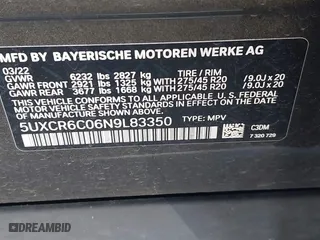 MFD. BY BAYERISCHE MOTOREN WERKE AG
03/22 TIRE / RIM
GVWR 6232 lbs 2827 kg
GAWR FRONT 2921 lbs 1325 kg WITH 275/45 R20 / 9.0J x 20
GAWR REAR 3677 lbs 1668 kg WITH 275/45 R20 / 9.0J x 20
THIS VEHICLE CONFORMS TO ALL APPLICABLE
U.S. FEDERAL MOTOR VEHICLE SAFETY STANDARDS
IN EFFECT ON THE DATE OF MANUFACTURE
SHOWN ABOVE.
5UXCR6C06N9L83350 TYPE: MPV C3DM
7 320 729